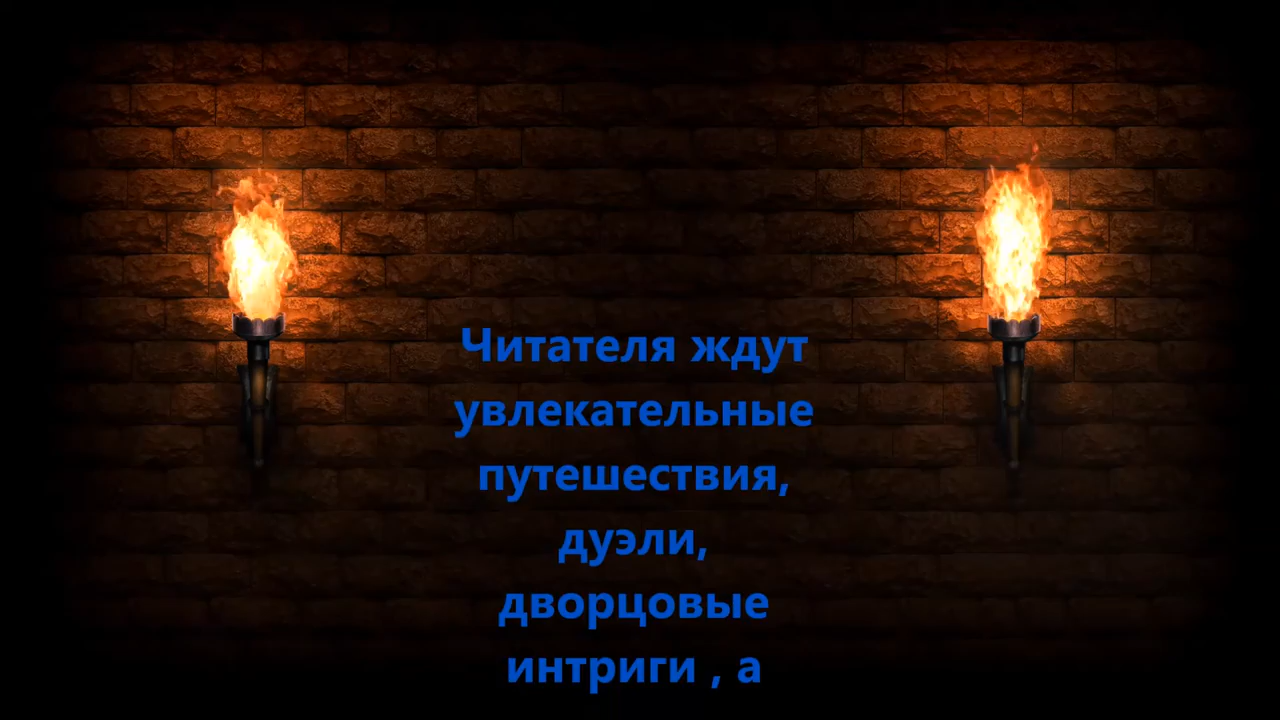 Читателя ждут
увлекательные
путешествия,
дуэли,
дворцовые
интриги , а